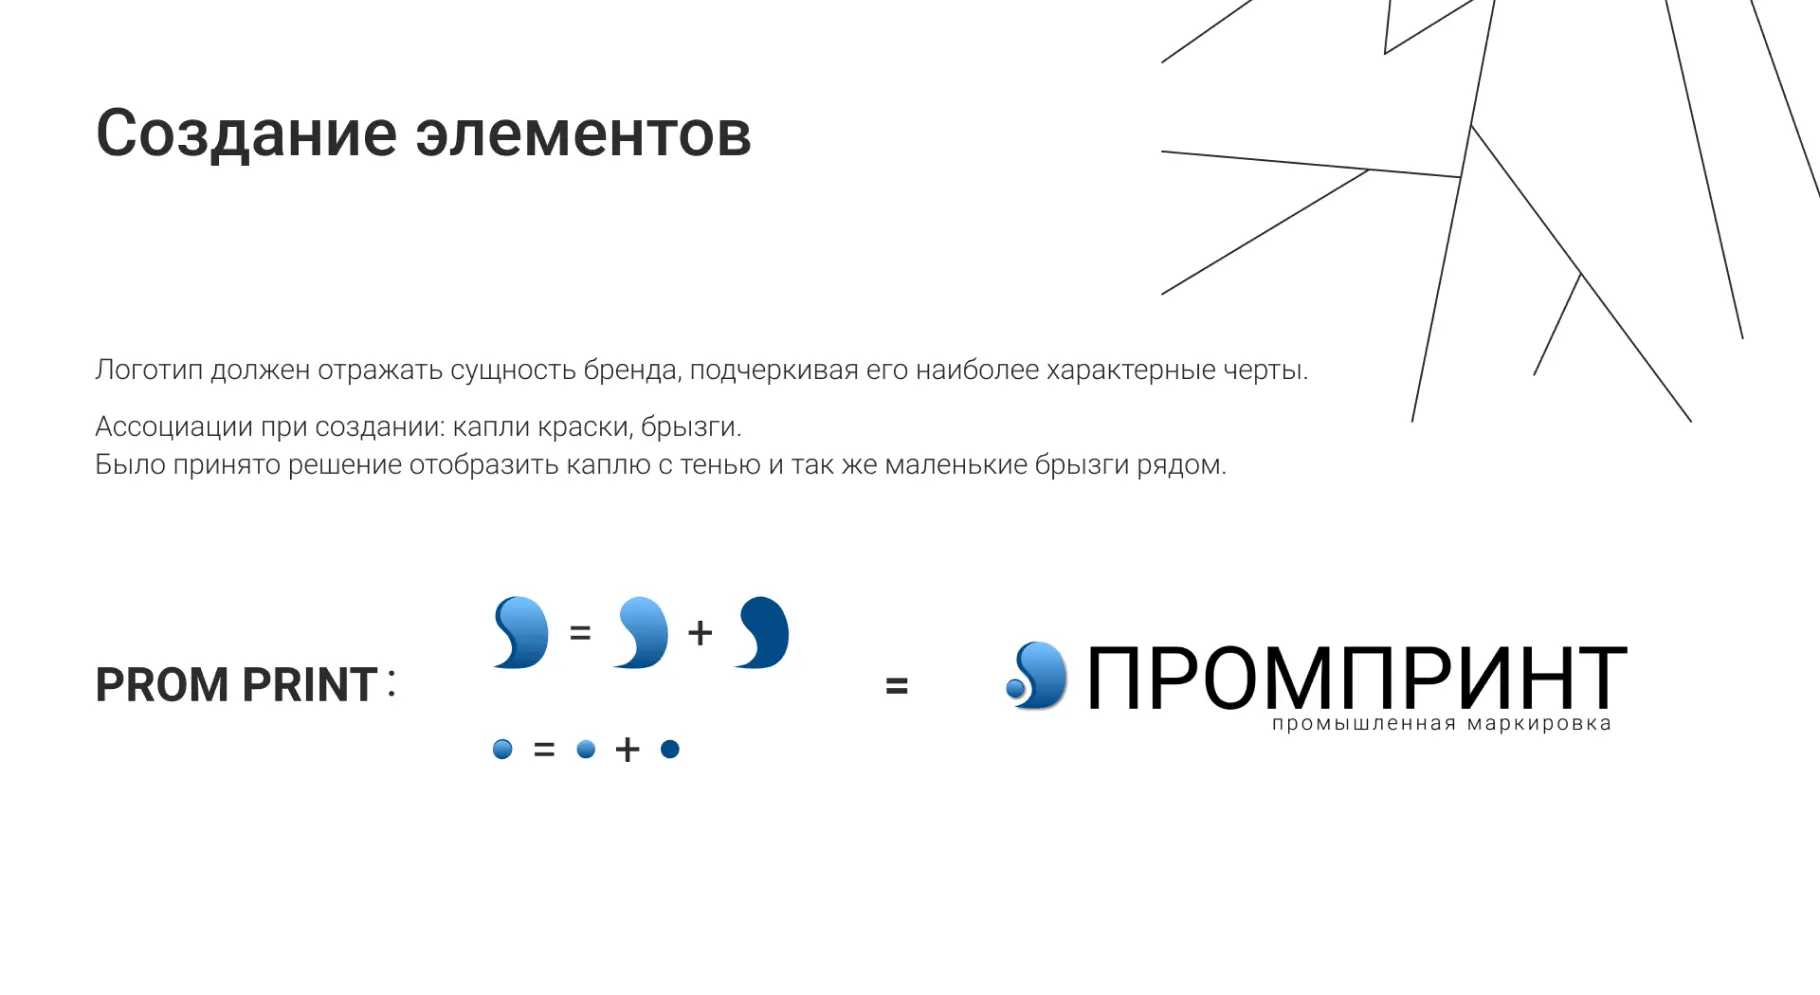 Создание элементов
Логотип должен отражать сущность бренда, подчеркивая его наиболее характерные черты.
Ассоциации при создании: капли краски, брызги.
Было принято решение отобразить каплю с тенью и так же маленькие брызги рядом.
= +
PROM PRINT : = ПРОМПРИНТ
промышленная маркировка
= +